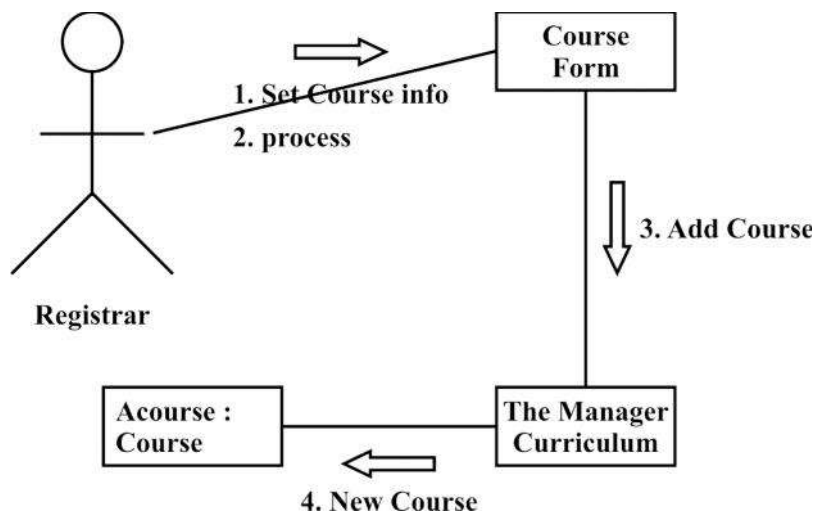 Course
Form
1. Set Course info
2. process
3. Add Course
Registrar
Acourse :
Course
The Manager
Curriculum
4. New Course